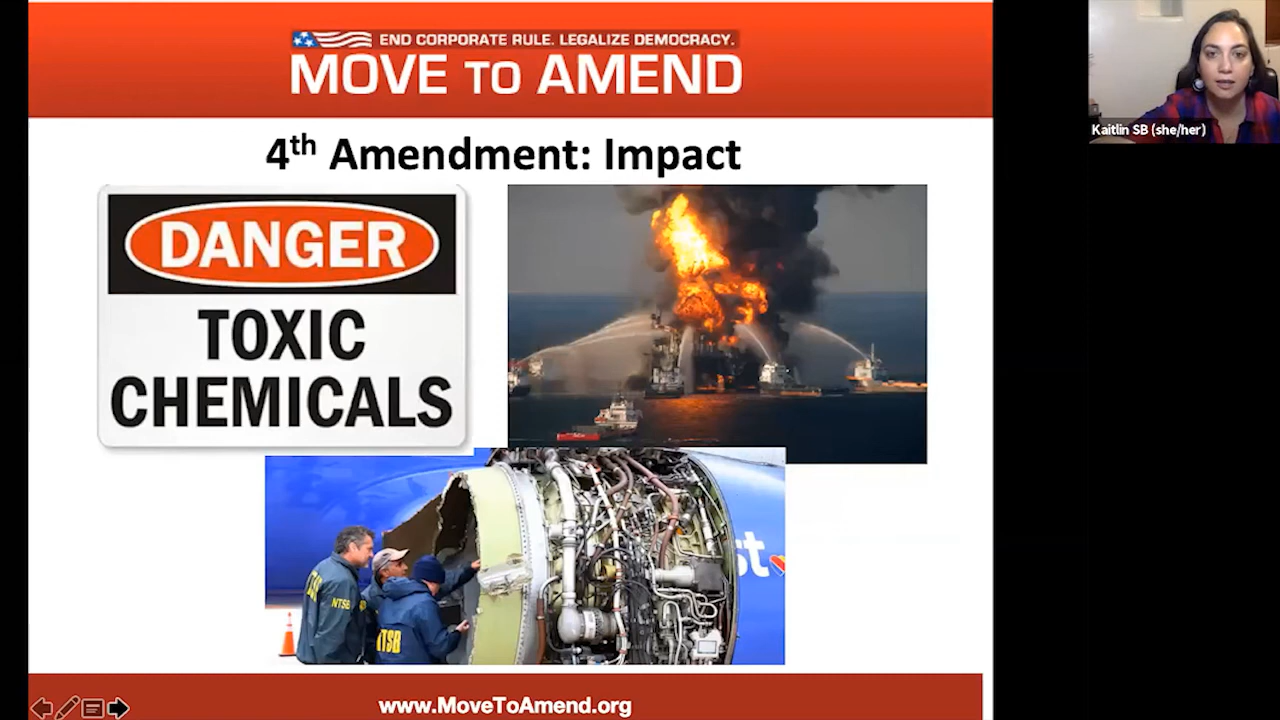 END CORPORATE RULE. LEGALIZE DEMOCRACY.
MOVE TO AMEND
Kaitlin SB (she/her)
4th Amendment: Impact
DANGER
TOXIC
CHEMICALS
st
NTSB
NTSB
www.MoveToAmend.org